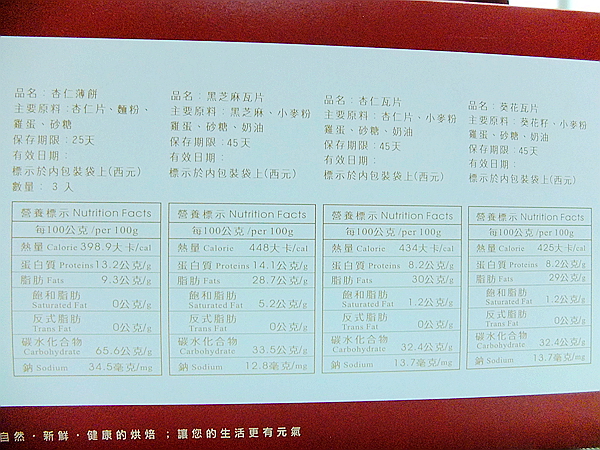 品名：杏仁薄餅
主要原料：杏仁片、麵粉、
雞蛋、砂糖
保存期限：25天
有效日期：
標示於內包裝袋上(西元)
數量：3入
營養標示 Nutrition Facts
每100公克/per 100g
熱量 Calorie 398.9大卡/cal
蛋白質 Proteins 13.2公克/g
脂肪 Fats 9.3公克/g
飽和脂肪
Saturated Fat 0公克/g
反式脂肪
Trans Fat 0公克/g
碳水化合物
Carbohydrate 65.6公克/g
鈉 Sodium 34.5毫克/mg
品名：黑芝麻瓦片
主要原料：黑芝麻、小麥粉
雞蛋、砂糖、奶油
保存期限：45天
有效日期：
標示於內包裝袋上(西元)
營養標示 Nutrition Facts
每100公克/per 100g
熱量 Calorie 448大卡/cal
蛋白質 Proteins 14.1公克/g
脂肪 Fats 28.7公克/g
飽和脂肪
Saturated Fat 5.2公克/g
反式脂肪
Trans Fat 0公克/g
碳水化合物
Carbohydrate 33.5公克/g
鈉 Sodium 12.8毫克/mg
品名：杏仁瓦片
主要原料：杏仁片、小麥粉
雞蛋、砂糖、奶油
保存期限：45天
有效日期：
標示於內包裝袋上(西元)
營養標示 Nutrition Facts
每100公克/per 100g
熱量 Calorie 434大卡/cal
蛋白質 Proteins 8.2公克/g
脂肪 Fats 30公克/g
飽和脂肪
Saturated Fat 1.2公克/g
反式脂肪
Trans Fat 0公克/g
碳水化合物
Carbohydrate 32.4公克/g
鈉 Sodium 13.7毫克/mg
品名：葵花瓦片
主要原料：葵花籽、小麥粉
雞蛋、砂糖、奶油
保存期限：45天
有效日期：
標示於內包裝袋上(西元)
營養標示 Nutrition Facts
每100公克/per 100g
熱量 Calorie 425大卡/cal
蛋白質 Proteins 8.2公克/g
脂肪 Fats 29公克/g
飽和脂肪
Saturated Fat 1.2公克/g
反式脂肪
Trans Fat 0公克/g
碳水化合物
Carbohydrate 32.4公克/g
鈉 Sodium 13.7毫克/mg
自然·新鮮·健康的烘焙；讓您的生活更有元氣